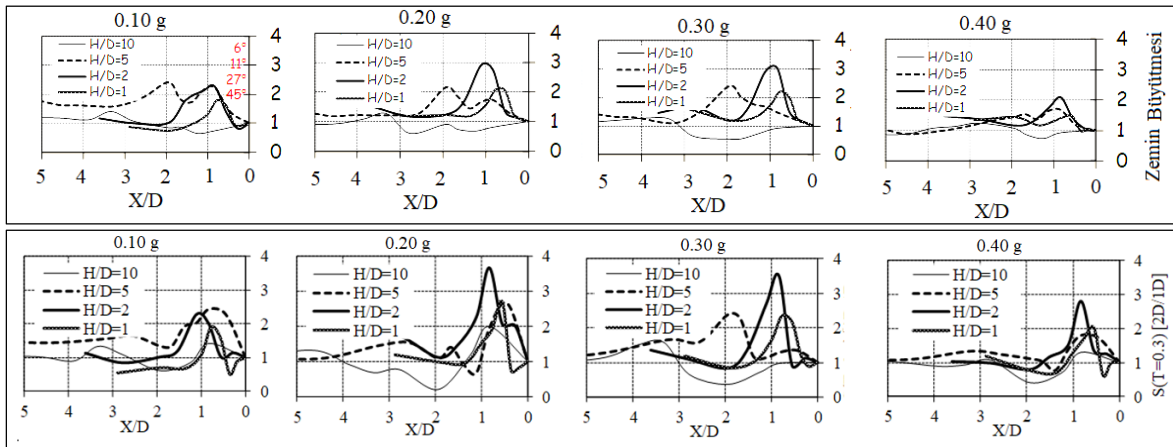 0.10 g
H/D=10
H/D=5
H/D=2
H/D=1
6°
11°
27°
45°
4
3
2
1
0
5 4 3 2 1 0
X/D
0.20 g
H/D=10
H/D=5
H/D=2
H/D=1
4
3
2
1
0
5 4 3 2 1 0
X/D
0.30 g
H/D=10
H/D=5
H/D=2
H/D=1
4
3
2
1
0
5 4 3 2 1 0
X/D
0.40 g
H/D=10
H/D=5
H/D=2
H/D=1
4
3
2
1
0
5 4 3 2 1 0
X/D
Zemin Büyütmesi
0.10 g
H/D=10
H/D=5
H/D=2
H/D=1
4
3
2
1
0
5 4 3 2 1 0
X/D
0.20 g
H/D=10
H/D=5
H/D=2
H/D=1
4
3
2
1
0
5 4 3 2 1 0
X/D
0.30 g
H/D=10
H/D=5
H/D=2
H/D=1
4
3
2
1
0
5 4 3 2 1 0
X/D
0.40 g
H/D=10
H/D=5
H/D=2
H/D=1
4
3
2
1
0
5 4 3 2 1 0
X/D
S(T=0.3) [2D/1D]